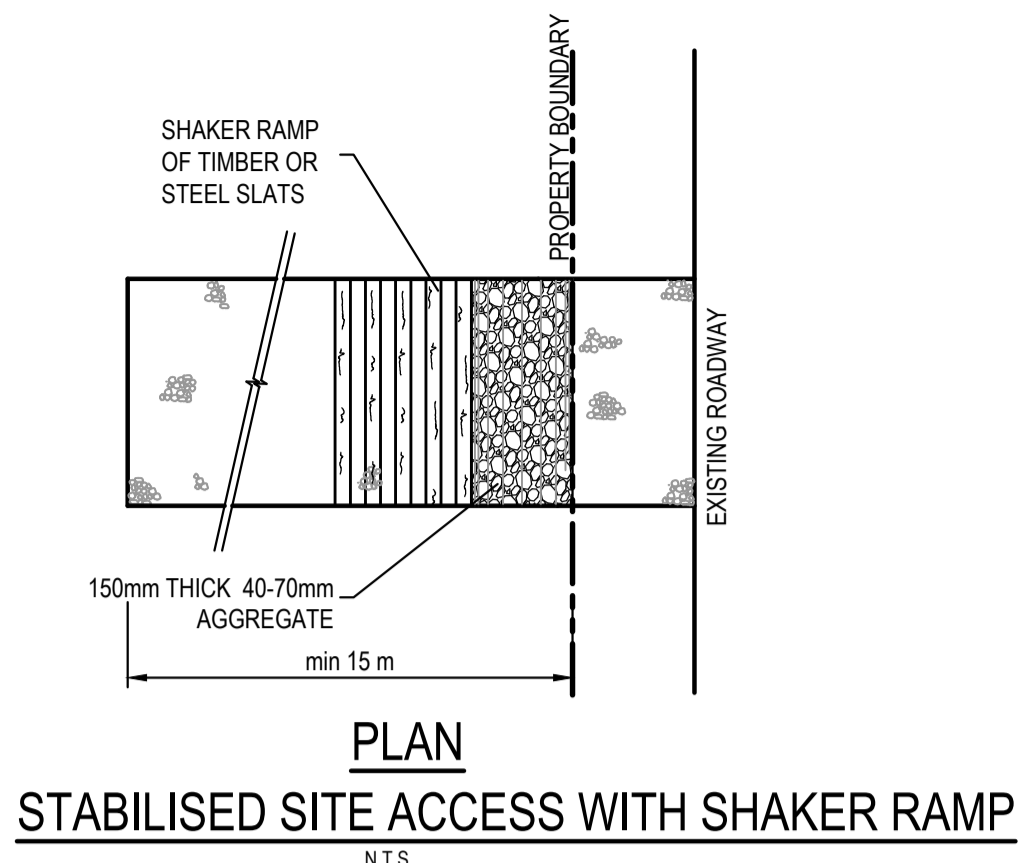 PROPERTY BOUNDARY
SHAKER RAMP
OF TIMBER OR
STEEL SLATS
EXISTING ROADWAY
150mm THICK 40-70mm
AGGREGATE
min 15 m
PLAN
STABILISED SITE ACCESS WITH SHAKER RAMP
N.T.S